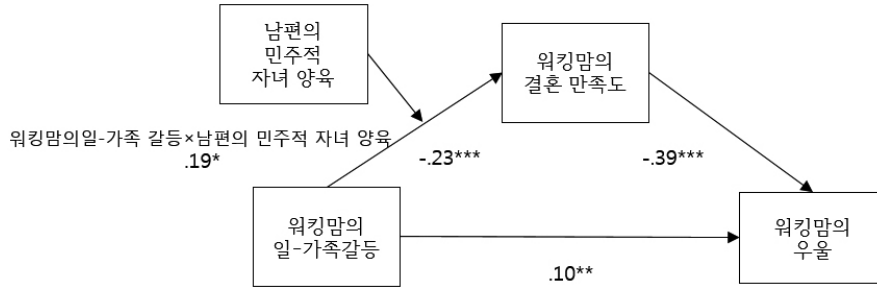 남편의
민주적
자녀 양육
워킹맘의
결혼 만족도
워킹맘의일-가족 갈등×남편의 민주적 자녀 양육
.19*
-.23***
-.39***
워킹맘의
일-가족갈등
워킹맘의
우울
.10**